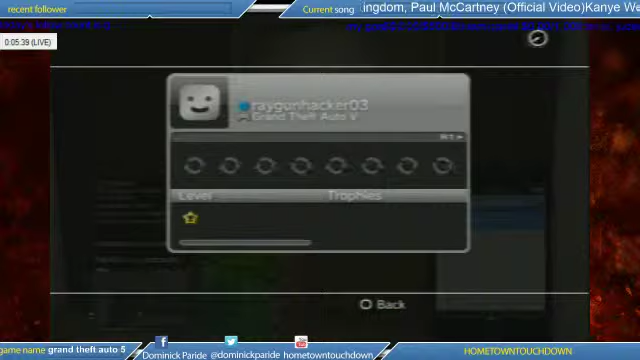 recent follower
Current song
ingdom, Paul McCartney (Official Video)Kanye We
0:05:39 (LIVE)
raygunhacker03
Grand Theft Auto V
Level
Trophies
Back
game name grand theft auto 5
Dominick Paride @dominickparide hometowntouchdown
HOMETOWNTOUCHDOWN